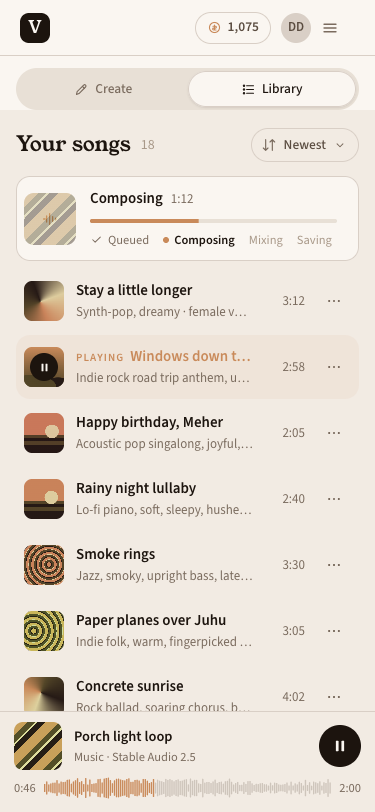 V
1,075
DD
Create
Library
Your songs 18
Newest
Composing 1:12
Queued Composing Mixing Saving
Stay a little longer
Synth-pop, dreamy · female v…
3:12
PLAYING Windows down t…
Indie rock road trip anthem, u…
2:58
Happy birthday, Meher
Acoustic pop singalong, joyful,…
2:05
Rainy night lullaby
Lo-fi piano, soft, sleepy, hushe…
2:40
Smoke rings
Jazz, smoky, upright bass, late…
3:30
Paper planes over Juhu
Indie folk, warm, fingerpicked …
3:05
Concrete sunrise
Rock ballad, soaring chorus, b…
4:02
Porch light loop
Music · Stable Audio 2.5
0:46
2:00